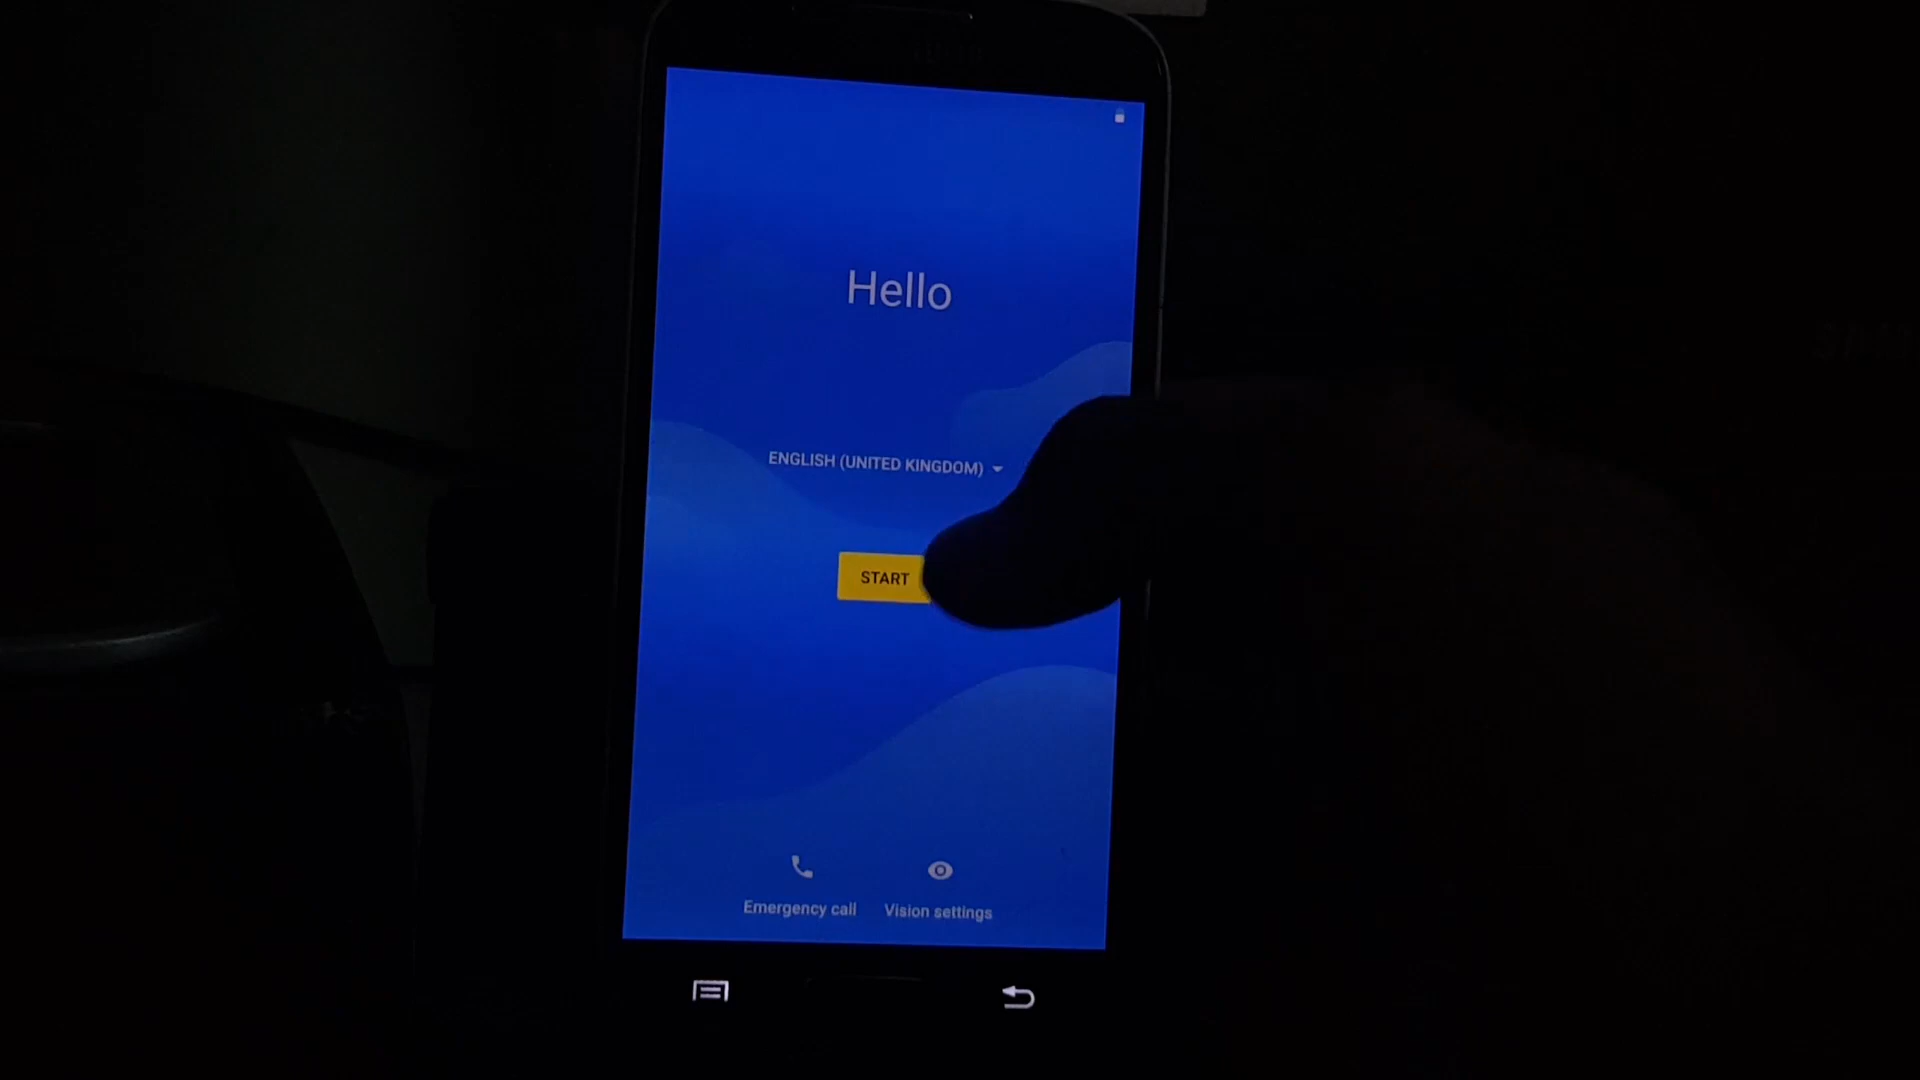 Hello
ENGLISH (UNITED KINGDOM)
START
Emergency call
Vision settings